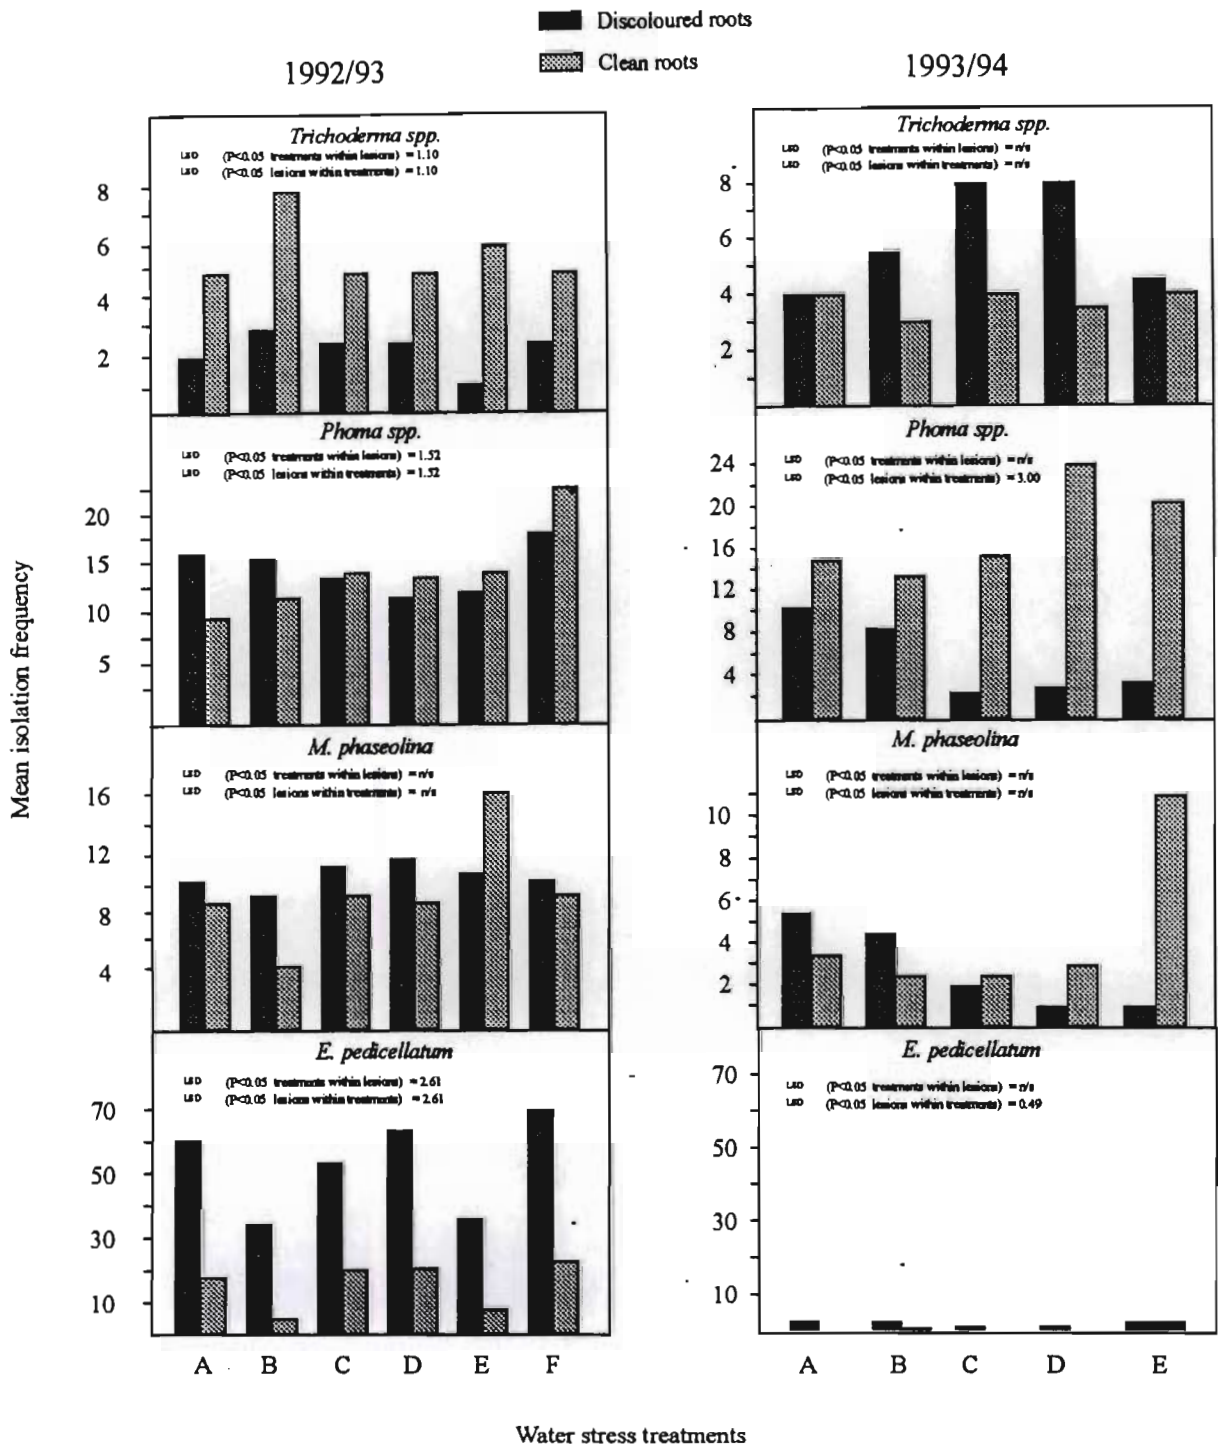 Discoloured roots
Clean roots
1992/93
1993/94
Mean isolation frequency
Trichoderma spp.
LSD (P<0.05 treatments within lesions) = 1.10
LSD (P<0.05 lesions within treatments) = 1.10
8
6
4
2
Phoma spp.
LSD (P<0.05 treatments within lesions) = 1.52
LSD (P<0.05 lesions within treatments) = 1.52
20
15
10
5
M. phaseolina
LSD (P<0.05 treatments within lesions) = n/s
LSD (P<0.05 lesions within treatments) = n/s
16
12
8
4
E. pedicellatum
LSD (P<0.05 treatments within lesions) = 2.61
LSD (P<0.05 lesions within treatments) = 2.61
70
50
30
10
A B C D E F
Trichoderma spp.
LSD (P<0.05 treatments within lesions) = n/s
LSD (P<0.05 lesions within treatments) = n/s
8
6
4
2
Phoma spp.
LSD (P<0.05 treatments within lesions) = n/s
LSD (P<0.05 lesions within treatments) = 3.00
24
20
16
12
8
4
M. phaseolina
LSD (P<0.05 treatments within lesions) = n/s
LSD (P<0.05 lesions within treatments) = n/s
10
8
6
4
2
E. pedicellatum
LSD (P<0.05 treatments within lesions) = n/s
LSD (P<0.05 lesions within treatments) = 0.49
70
50
30
10
A B C D E
Water stress treatments